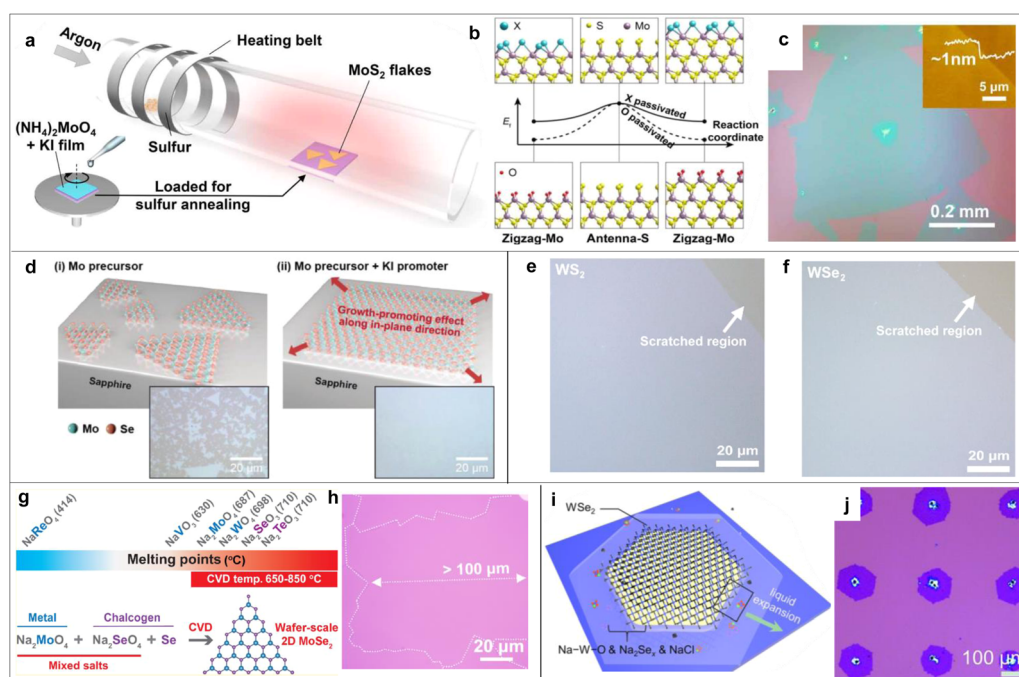 a
Argon
Heating belt
MoS2 flakes
(NH4)2MoO4
+ KI film
Sulfur
Loaded for
sulfur annealing
b
X
S
Mo
Er
X passivated
O passivated
Reaction
coordinate
O
Zigzag-Mo
Antenna-S
Zigzag-Mo
c
~1nm
5 µm
0.2 mm
d
(i) Mo precursor
(ii) Mo precursor + KI promoter
Growth-promoting effect
along in-plane direction
Sapphire
Sapphire
Mo
Se
20 µm
20 µm
e
WS2
Scratched region
20 µm
f
WSe2
Scratched region
20 µm
g
NaReO4 (414)
NaVO3 (630)
Na2MoO4 (687)
Na2WO4 (698)
Na2SeO3 (710)
Na2TeO3 (710)
Melting points (°C)
CVD temp. 650-850 °C
Metal
Chalcogen
Na2MoO4 + Na2SeO4 + Se
Mixed salts
CVD
Wafer-scale
2D MoSe2
h
> 100 µm
20 µm
i
WSe2
liquid
expansion
Na−W−O & Na2Sex & NaCl
j
100 µm